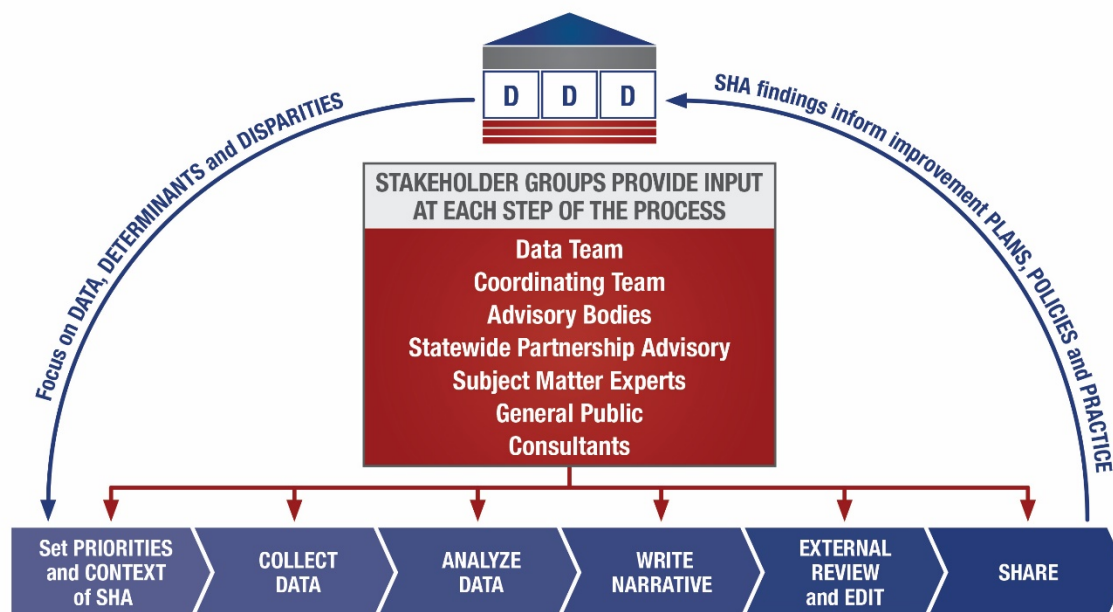 D D D
Focus on DATA, DETERMINANTS and DISPARITIES
SHA findings inform improvement PLANS, POLICIES and PRACTICE
STAKEHOLDER GROUPS PROVIDE INPUT
AT EACH STEP OF THE PROCESS
Data Team
Coordinating Team
Advisory Bodies
Statewide Partnership Advisory
Subject Matter Experts
General Public
Consultants
Set PRIORITIES
and CONTEXT
of SHA
COLLECT
DATA
ANALYZE
DATA
WRITE
NARRATIVE
EXTERNAL
REVIEW
and EDIT
SHARE